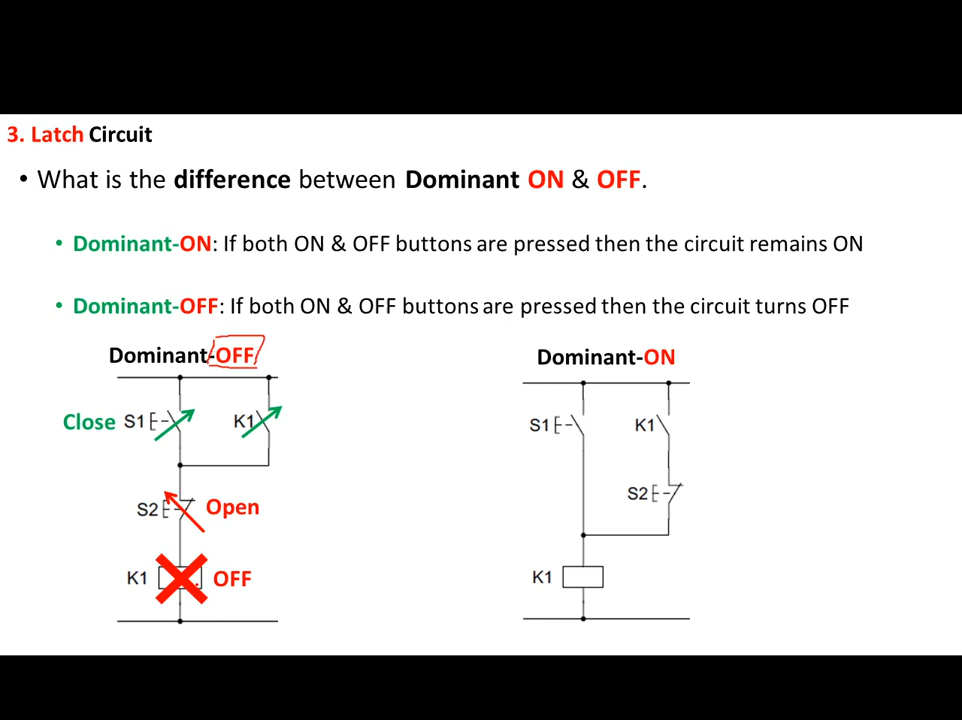 3. Latch Circuit
• What is the difference between Dominant ON & OFF.
• Dominant-ON: If both ON & OFF buttons are pressed then the circuit remains ON
• Dominant-OFF: If both ON & OFF buttons are pressed then the circuit turns OFF
Dominant-OFF
Close S1 K1
S2 Open
K1 OFF
Dominant-ON
S1 K1
S2
K1